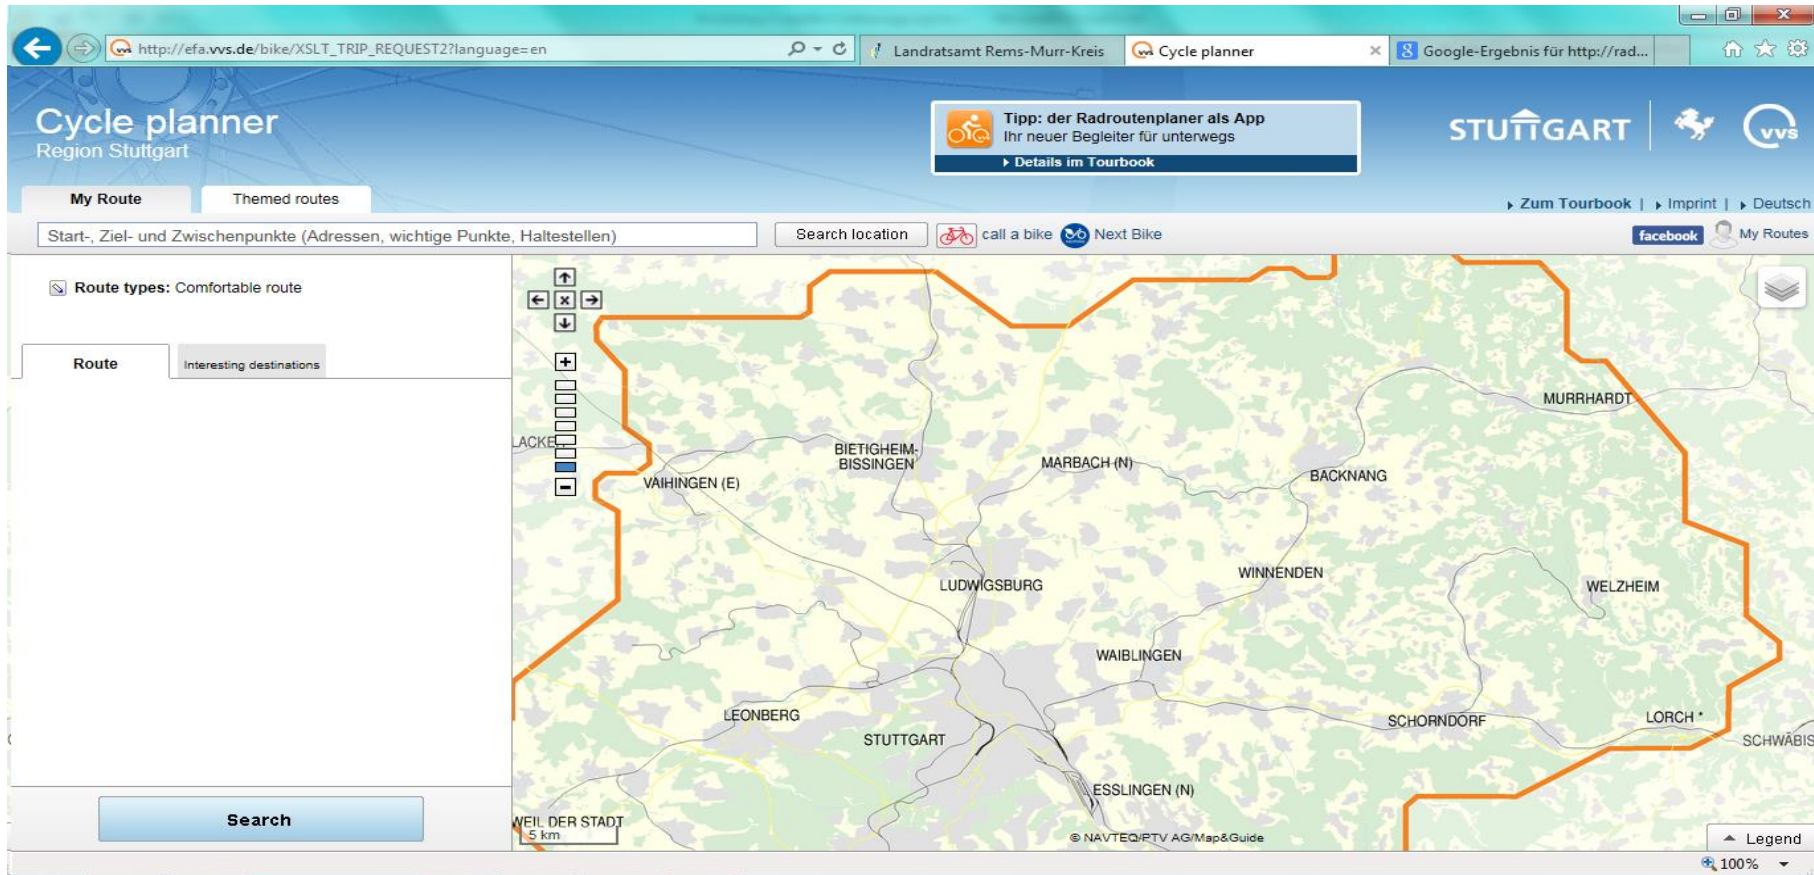 http://efa.vvs.de/bike/XSLT_TRIP_REQUEST2?language=en
Landratsamt Rems-Murr-Kreis
Cycle planner
Google-Ergebnis für http://rad...
Cycle planner
Region Stuttgart
Tipp: der Radroutenplaner als App
Ihr neuer Begleiter für unterwegs
Details im Tourbook
STUTTGART
vvs
My Route
Themed routes
Zum Tourbook | Imprint | Deutsch
Start-, Ziel- und Zwischenpunkte (Adressen, wichtige Punkte, Haltestellen)
Search location
call a bike
Next Bike
facebook
My Routes
Route types: Comfortable route
Route
Interesting destinations
MURRHARDT
LACKE
BIETIGHEIM-
BISSINGEN
MARBACH (N)
BACKNANG
VAIHINGEN (E)
LUDWIGSBURG
WINNENDEN
WELZHEIM
WAIBLINGEN
LEONBERG
SCHORNDORF
LORCH *
STUTTGART
SCHWÄBIS
ESSLINGEN (N)
Search
WEIL DER STADT
5 km
© NAVTEQ/PTV AG/Map&Guide
Legend
100%